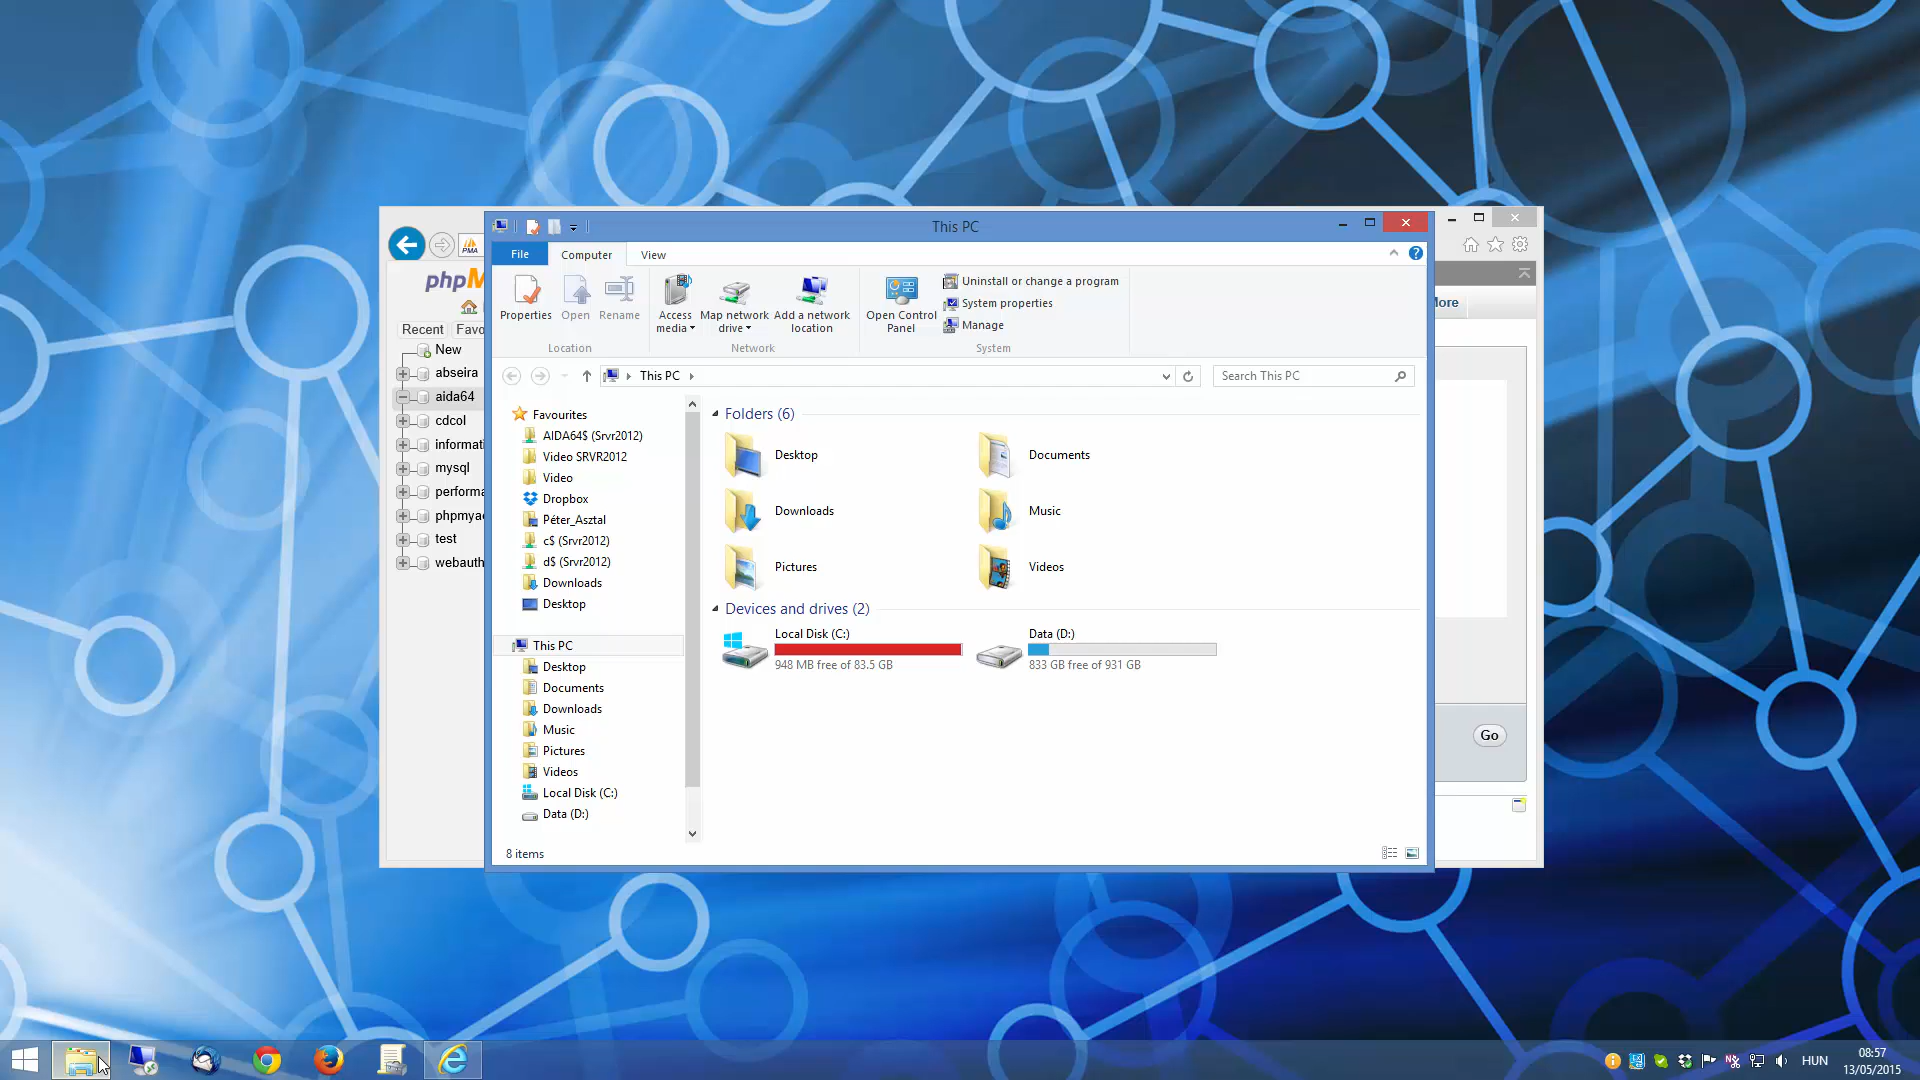 This PC
File
Computer
View
Properties
Open
Rename
Access media
Map network drive
Add a network location
Open Control Panel
Uninstall or change a program
System properties
Manage
Location
Network
System
This PC
Search This PC
Favourites
AIDA64$ (Srvr2012)
Video SRVR2012
Video
Dropbox
Péter_Asztal
c$ (Srvr2012)
d$ (Srvr2012)
Downloads
Desktop
This PC
Desktop
Documents
Downloads
Music
Pictures
Videos
Local Disk (C:)
Data (D:)
Folders (6)
Desktop
Documents
Downloads
Music
Pictures
Videos
Devices and drives (2)
Local Disk (C:)
948 MB free of 83.5 GB
Data (D:)
833 GB free of 931 GB
8 items
PMA
phpM
Recent
Favo
New
abseira
aida64
cdcol
informati
mysql
performa
phpmya
test
webauth
More
Go
HUN
08:57
13/05/2015